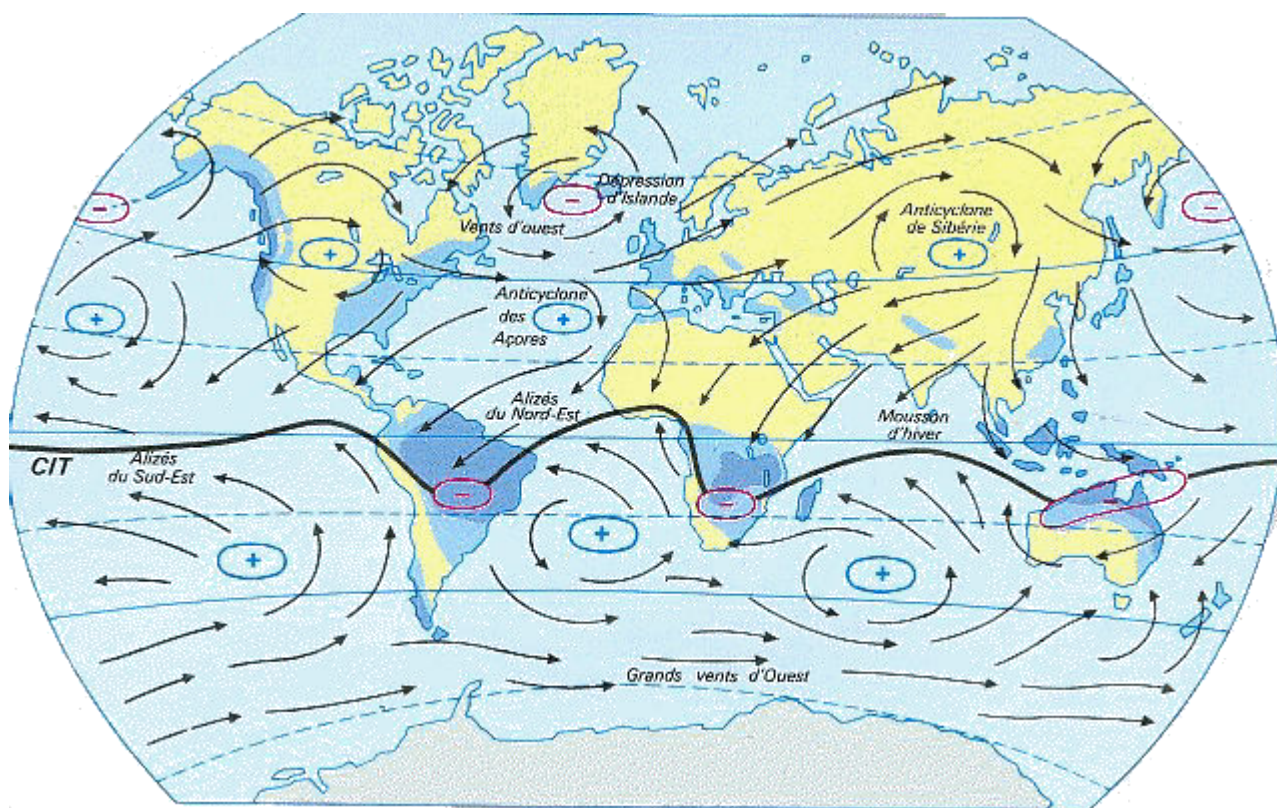 Dépression
d'Islande
Vents d'ouest
Anticyclone
de Sibérie
Anticyclone
des
Açores
Alizés
du Nord-Est
Mousson
d'hiver
CIT
Alizés
du Sud-Est
Grands vents d'Ouest
-
-
+
+
+
+
-
-
-
+
+
+